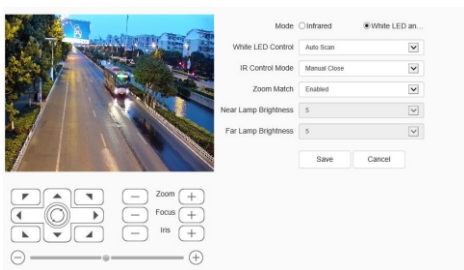 Mode Infrared White LED an...
White LED Control Auto Scan
IR Control Mode Manual Close
Zoom Match Enabled
Near Lamp Brightness 5
Far Lamp Brightness 5
Save Cancel
Zoom
Focus
Iris